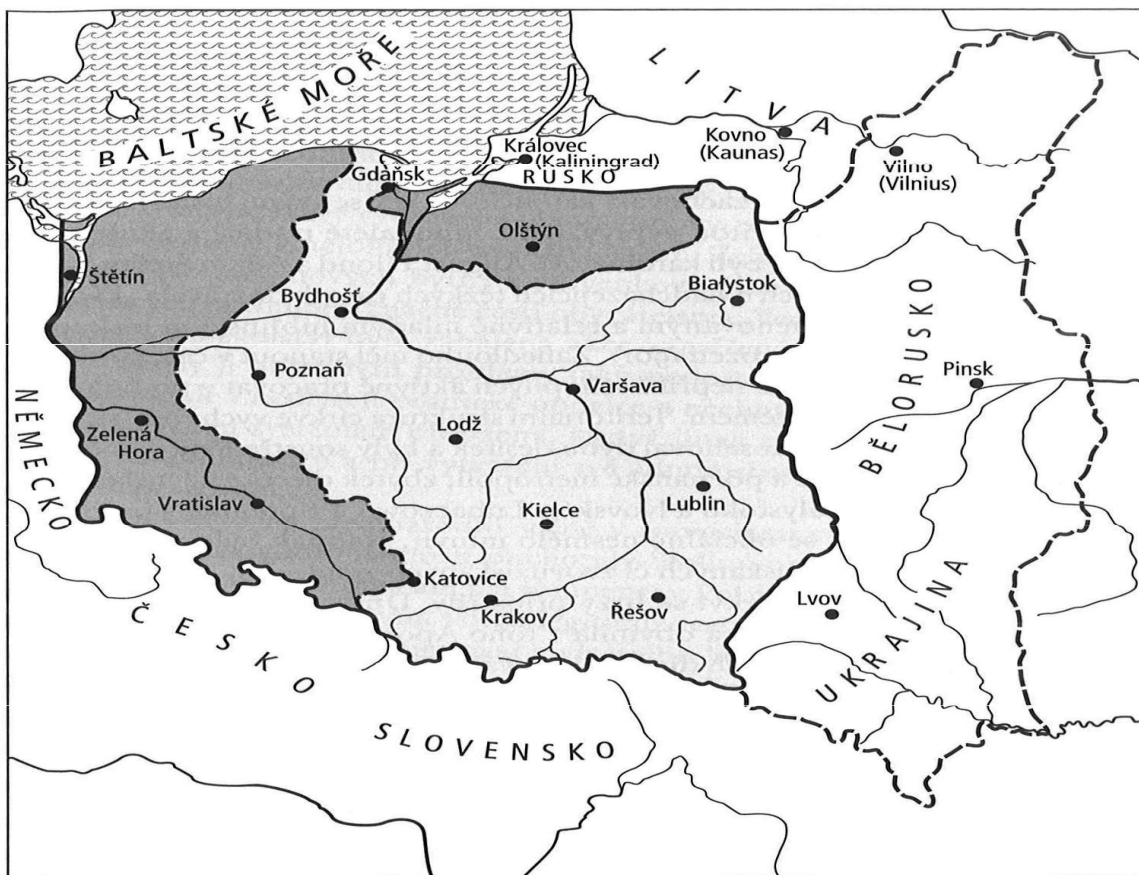 BALTSKÉ MOŘE
LITVA
Kovno
(Kaunas)
Vilno
(Vilnius)
Královec
(Kaliningrad)
RUSKO
Gdaňsk
Olštýn
Štětín
Bydhošť
Białystok
BĚLORUSKO
Pinsk
NĚMECKO
Poznaň
Varšava
Zelená
Hora
Lodž
Vratislav
Kielce
Lublin
Katovice
Krakov
Řešov
Lvov
UKRAJINA
ČESKO
SLOVENSKO